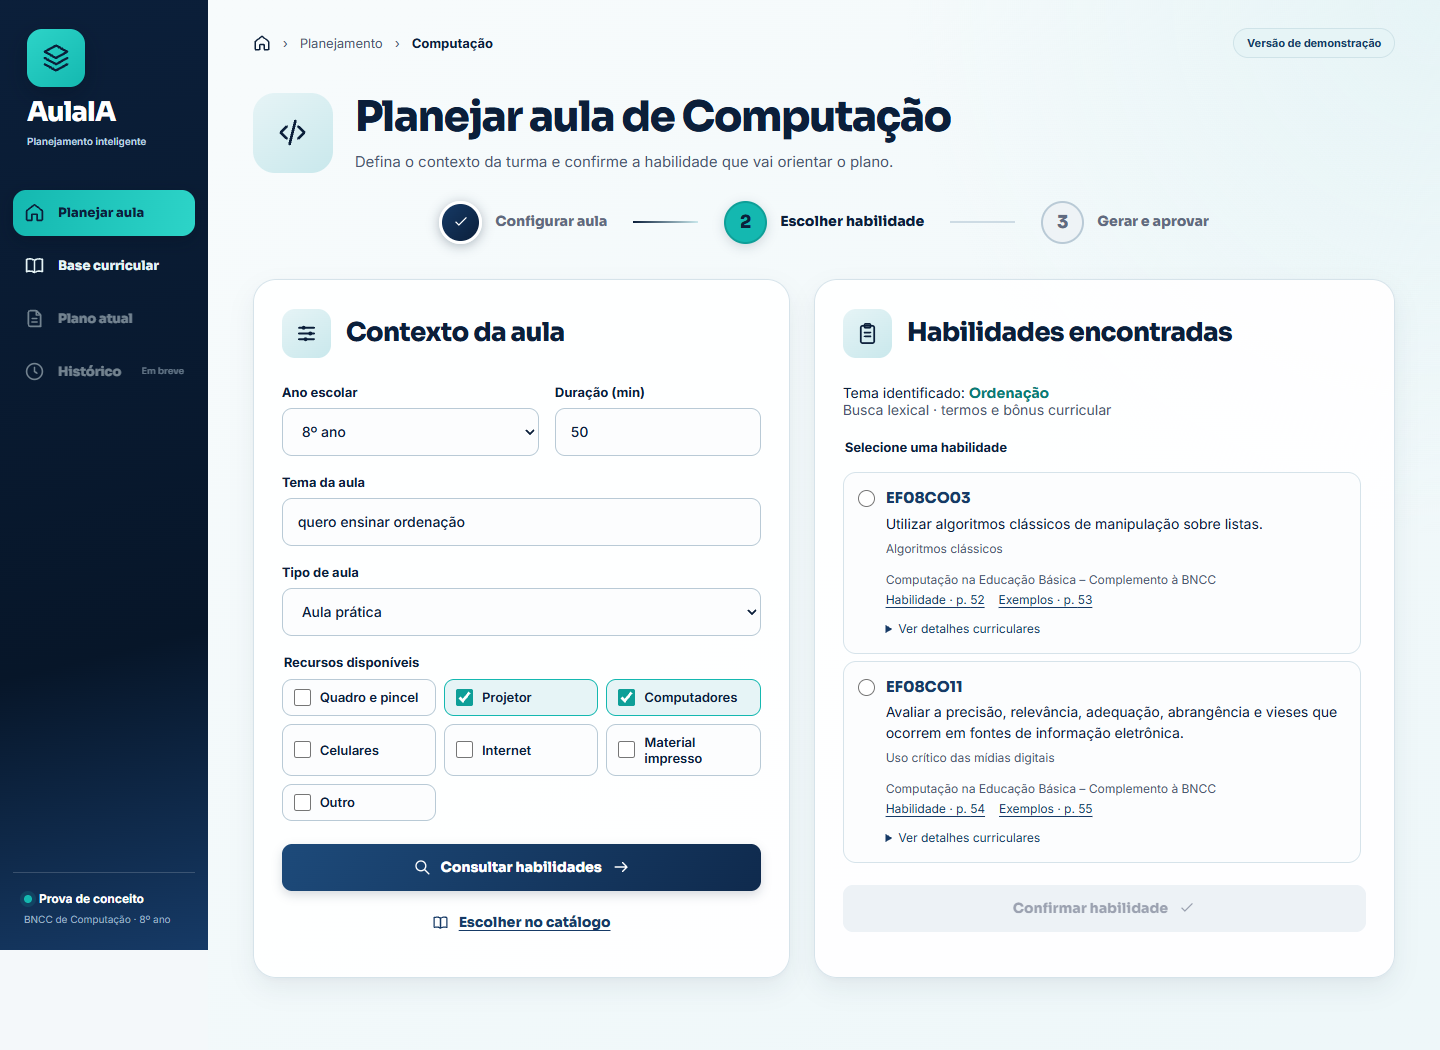 AulaIA
Planejamento inteligente
Planejar aula
Base curricular
Plano atual
Histórico Em breve
Prova de conceito
BNCC de Computação · 8º ano
› Planejamento › Computação
Versão de demonstração
Planejar aula de Computação
Defina o contexto da turma e confirme a habilidade que vai orientar o plano.
Configurar aula
2 Escolher habilidade
3 Gerar e aprovar
Contexto da aula
Ano escolar
8º ano
Duração (min)
50
Tema da aula
quero ensinar ordenação
Tipo de aula
Aula prática
Recursos disponíveis
Quadro e pincel
Projetor
Computadores
Celulares
Internet
Material
impresso
Outro
Consultar habilidades →
Escolher no catálogo
Habilidades encontradas
Tema identificado: Ordenação
Busca lexical · termos e bônus curricular
Selecione uma habilidade
EF08CO03
Utilizar algoritmos clássicos de manipulação sobre listas.
Algoritmos clássicos
Computação na Educação Básica – Complemento à BNCC
Habilidade · p. 52 Exemplos · p. 53
Ver detalhes curriculares
EF08CO11
Avaliar a precisão, relevância, adequação, abrangência e vieses que
ocorrem em fontes de informação eletrônica.
Uso crítico das mídias digitais
Computação na Educação Básica – Complemento à BNCC
Habilidade · p. 54 Exemplos · p. 55
Ver detalhes curriculares
Confirmar habilidade